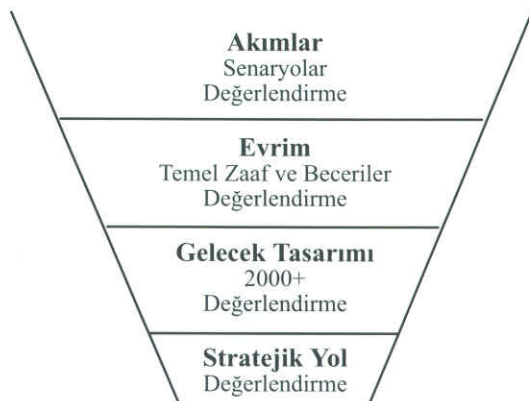 Akımlar
Senaryolar
Değerlendirme
Evrim
Temel Zaaf ve Beceriler
Değerlendirme
Gelecek Tasarımı
2000+
Değerlendirme
Stratejik Yol
Değerlendirme